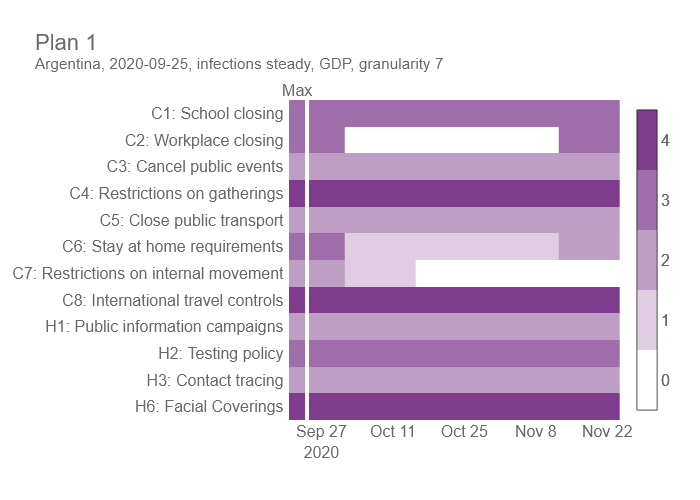 Plan 1
Argentina, 2020-09-25, infections steady, GDP, granularity 7
Max
C1: School closing
C2: Workplace closing
C3: Cancel public events
C4: Restrictions on gatherings
C5: Close public transport
C6: Stay at home requirements
C7: Restrictions on internal movement
C8: International travel controls
H1: Public information campaigns
H2: Testing policy
H3: Contact tracing
H6: Facial Coverings
4
3
2
1
0
Sep 27 Oct 11 Oct 25 Nov 8 Nov 22
2020